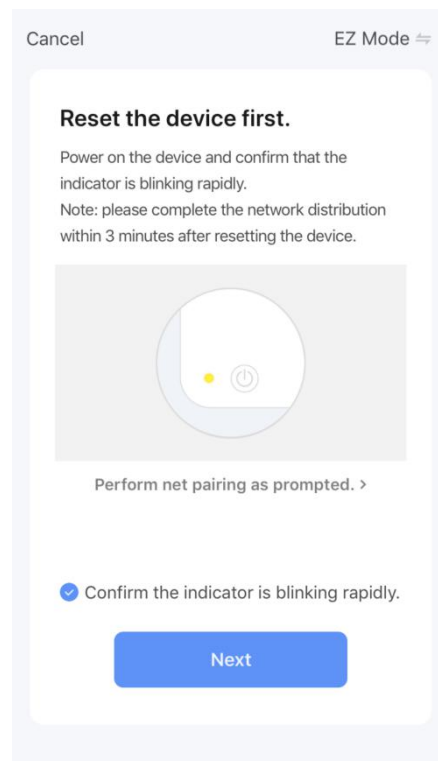 Cancel
EZ Mode
Reset the device first.
Power on the device and confirm that the
indicator is blinking rapidly.
Note: please complete the network distribution
within 3 minutes after resetting the device.
Perform net pairing as prompted. >
Confirm the indicator is blinking rapidly.
Next